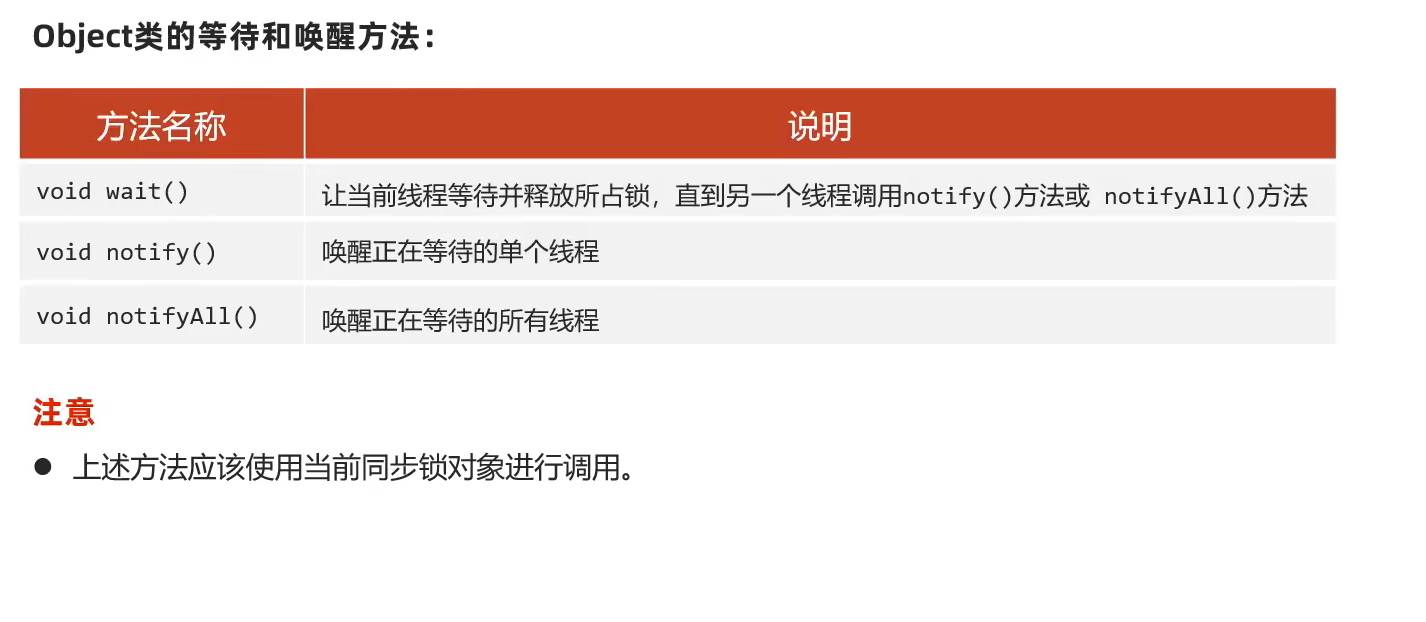 Object类的等待和唤醒方法：
方法名称 说明
void wait() 让当前线程等待并释放所占锁，直到另一个线程调用notify()方法或 notifyAll()方法
void notify() 唤醒正在等待的单个线程
void notifyAll() 唤醒正在等待的所有线程
注意
● 上述方法应该使用当前同步锁对象进行调用。